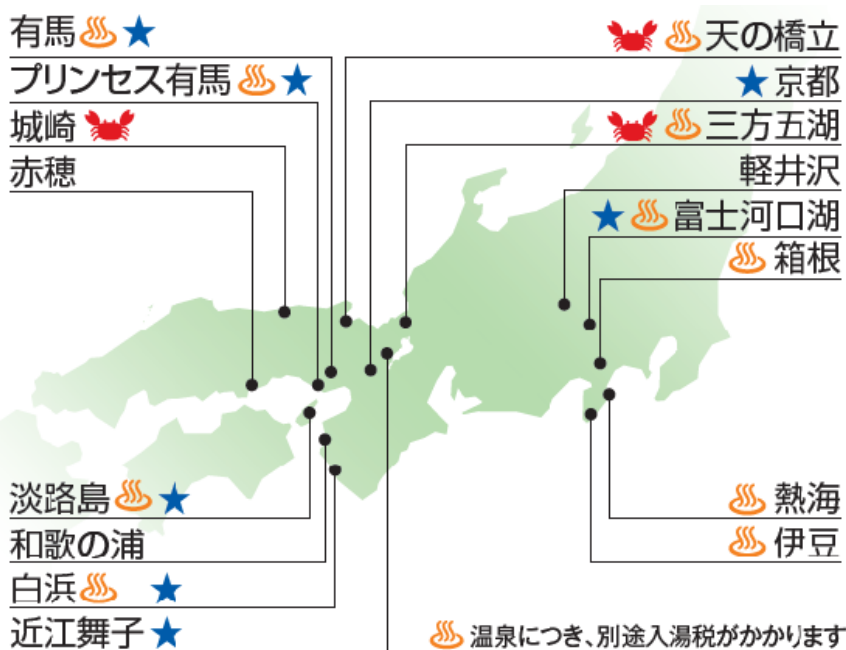 有馬
プリンセス有馬
城崎
赤穂
天の橋立
京都
三方五湖
軽井沢
富士河口湖
箱根
淡路島
和歌の浦
白浜
近江舞子
熱海
伊豆
温泉につき、別途入湯税がかかります